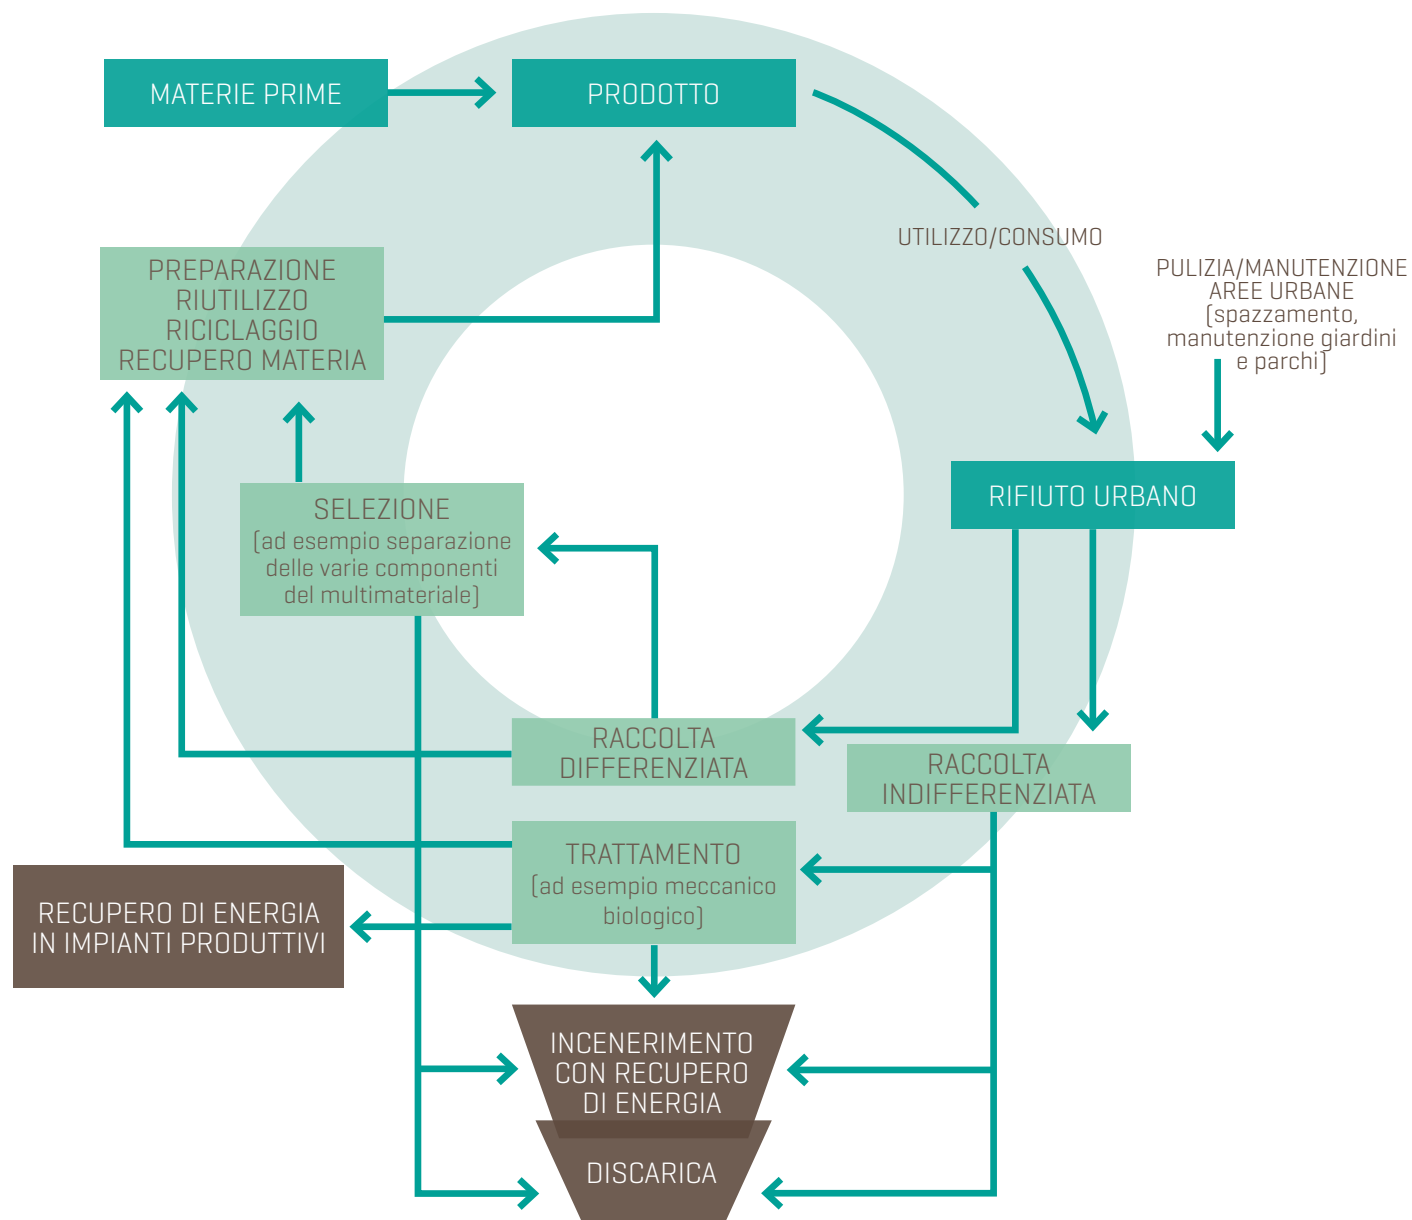 MATERIE PRIME
PRODOTTO
UTILIZZO/CONSUMO
PULIZIA/MANUTENZIONE
AREE URBANE
(spazzamento,
manutenzione giardini
e parchi)
PREPARAZIONE
RIUTILIZZO
RICICLAGGIO
RECUPERO MATERIA
RIFIUTO URBANO
SELEZIONE
(ad esempio separazione
delle varie componenti
del multimateriale)
RACCOLTA
DIFFERENZIATA
RACCOLTA
INDIFFERENZIATA
TRATTAMENTO
(ad esempio meccanico
biologico)
RECUPERO DI ENERGIA
IN IMPIANTI PRODUTTIVI
INCENERIMENTO
CON RECUPERO
DI ENERGIA
DISCARICA